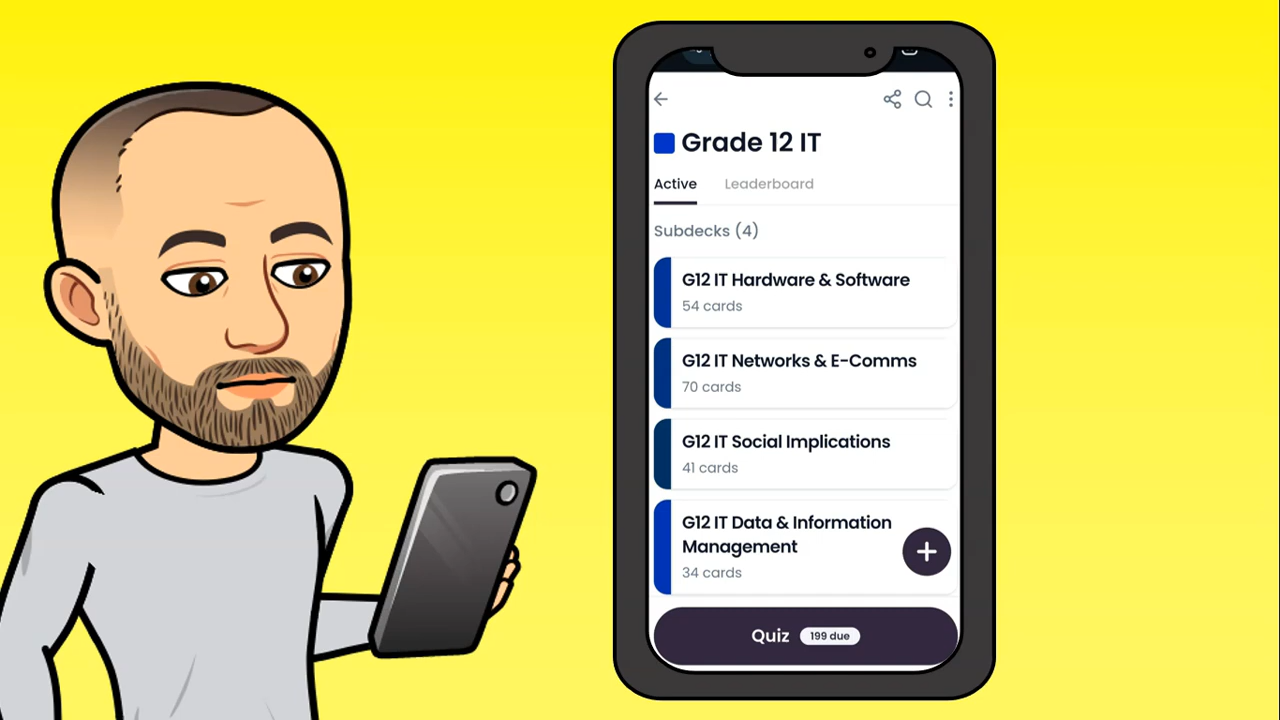 Grade 12 IT
Active Leaderboard
Subdecks (4)
G12 IT Hardware & Software
54 cards
G12 IT Networks & E-Comms
70 cards
G12 IT Social Implications
41 cards
G12 IT Data & Information
Management
34 cards
Quiz 199 due